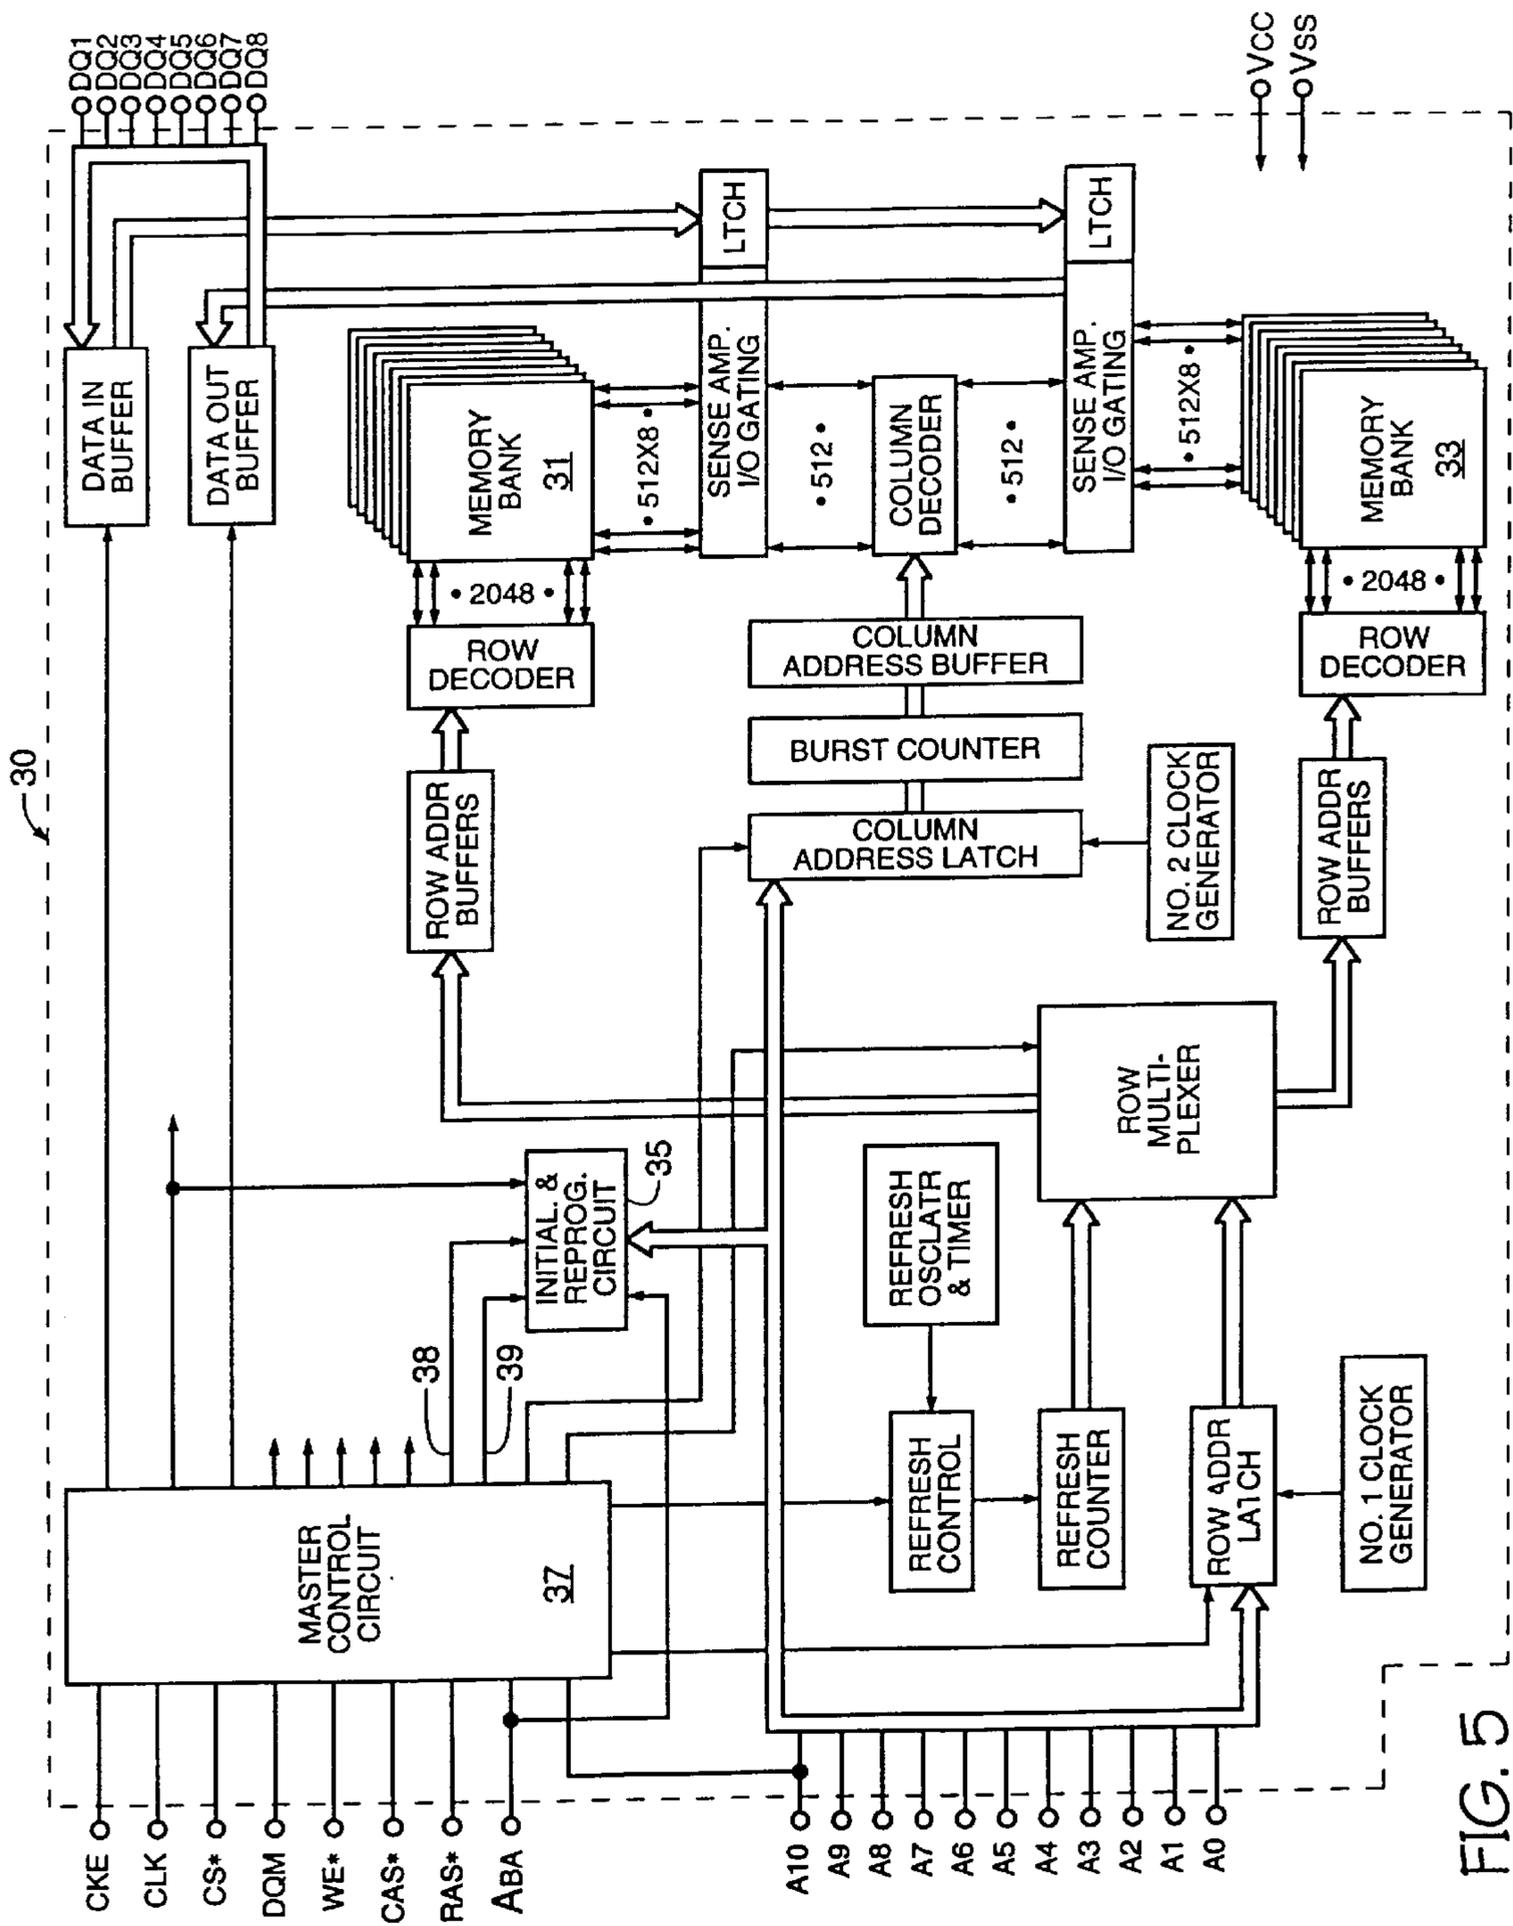 30
DQ1
DQ2
DQ3
DQ4
DQ5
DQ6
DQ7
DQ8
VCC
VSS
DATA IN
BUFFER
DATA OUT
BUFFER
MEMORY
BANK
31
• 512X8 •
SENSE AMP.
I/O GATING
LTCH
• 512 •
COLUMN
DECODER
• 512 •
SENSE AMP.
I/O GATING
LTCH
• 512X8 •
MEMORY
BANK
33
• 2048 •
ROW
DECODER
• 2048 •
ROW
DECODER
COLUMN
ADDRESS BUFFER
BURST COUNTER
COLUMN
ADDRESS LATCH
ROW ADDR
BUFFERS
NO. 2 CLOCK
GENERATOR
ROW ADDR
BUFFERS
ROW
MULTI-
PLEXER
INITIAL. &
REPROG.
CIRCUIT
35
REFRESH
OSCLATR
& TIMER
38
39
MASTER
CONTROL
CIRCUIT
37
REFRESH
CONTROL
REFRESH
COUNTER
ROW ADDR
LATCH
NO. 1 CLOCK
GENERATOR
CKE
CLK
CS*
DQM
WE*
CAS*
RAS*
ABA
A10
A9
A8
A7
A6
A5
A4
A3
A2
A1
A0
FIG. 5